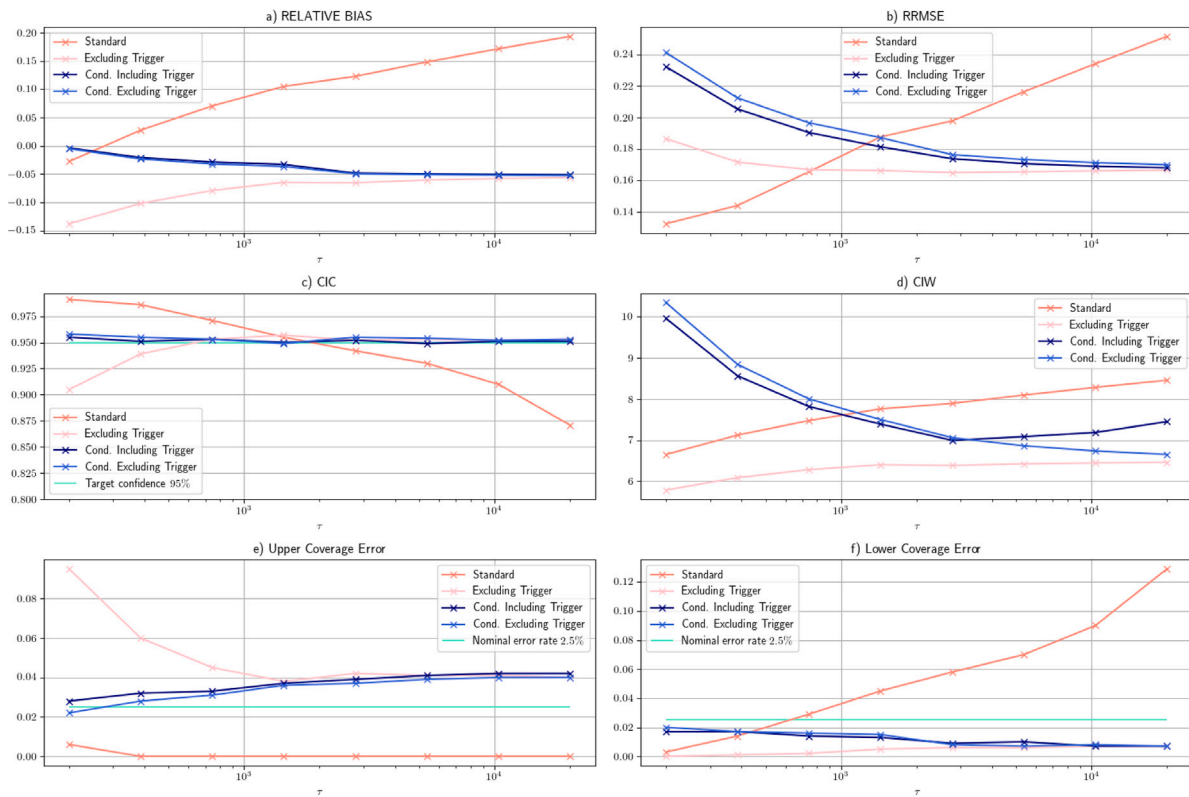 a) RELATIVE BIAS
0.20
0.15
0.10
0.05
0.00
−0.05
−0.10
−0.15
Standard
Excluding Trigger
Cond. Including Trigger
Cond. Excluding Trigger
10³
10⁴
τ
b) RRMSE
0.24
0.22
0.20
0.18
0.16
0.14
Standard
Excluding Trigger
Cond. Including Trigger
Cond. Excluding Trigger
10³
10⁴
τ
c) CIC
0.975
0.950
0.925
0.900
0.875
0.850
0.825
0.800
Standard
Excluding Trigger
Cond. Including Trigger
Cond. Excluding Trigger
Target confidence 95%
10³
10⁴
τ
d) CIW
10
9
8
7
6
Standard
Excluding Trigger
Cond. Including Trigger
Cond. Excluding Trigger
10³
10⁴
τ
e) Upper Coverage Error
0.08
0.06
0.04
0.02
0.00
Standard
Excluding Trigger
Cond. Including Trigger
Cond. Excluding Trigger
Nominal error rate 2.5%
10³
10⁴
τ
f) Lower Coverage Error
0.12
0.10
0.08
0.06
0.04
0.02
0.00
Standard
Excluding Trigger
Cond. Including Trigger
Cond. Excluding Trigger
Nominal error rate 2.5%
10³
10⁴
τ